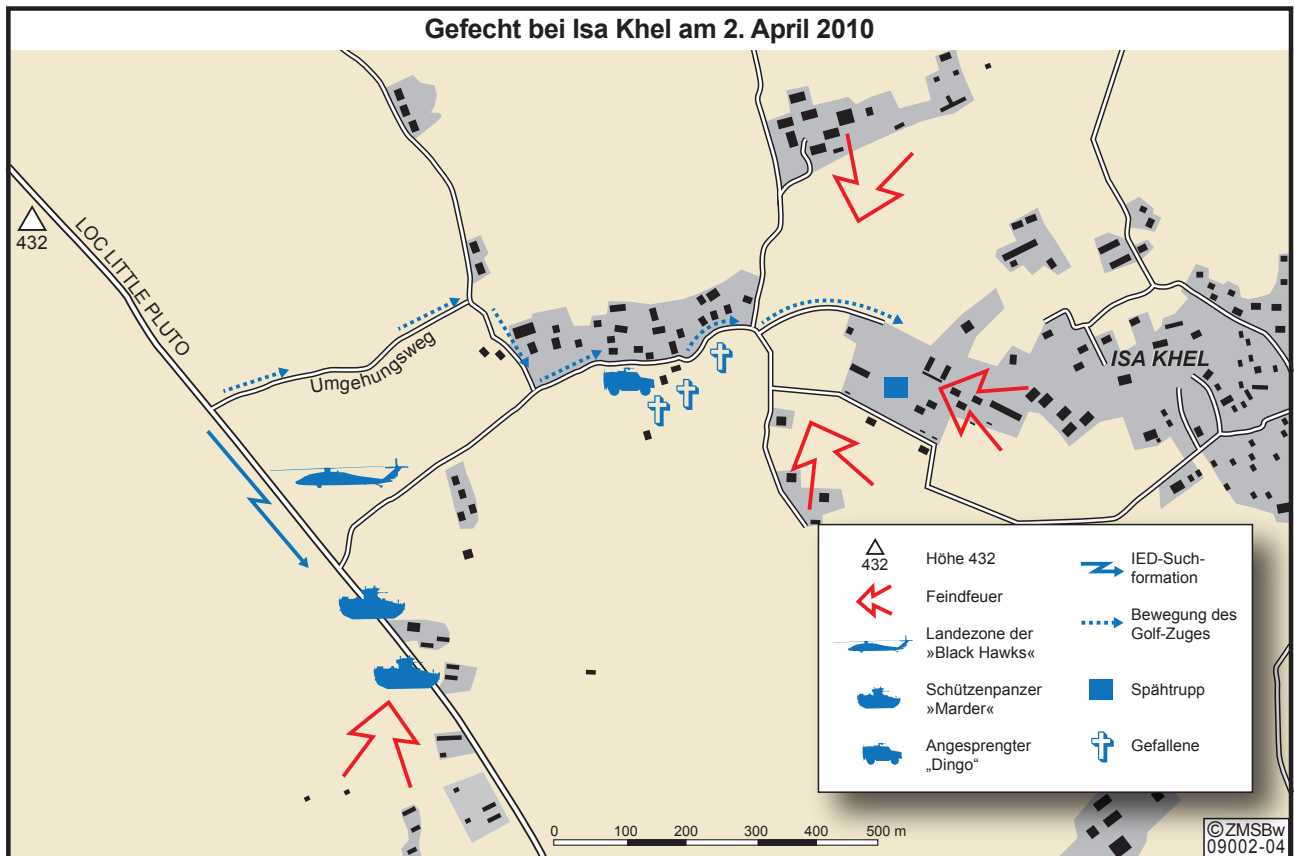 Gefecht bei Isa Khel am 2. April 2010
432
LOC LITTLE PLUTO
Umgehungsweg
ISA KHEL
432
Höhe 432
Feindfeuer
Landezone der
»Black Hawks«
Schützenpanzer
»Marder«
Angesprengter
„Dingo“
IED-Such-
formation
Bewegung des
Golf-Zuges
Spähtrupp
Gefallene
0 100 200 300 400 500 m
©ZMSBw
09002-04